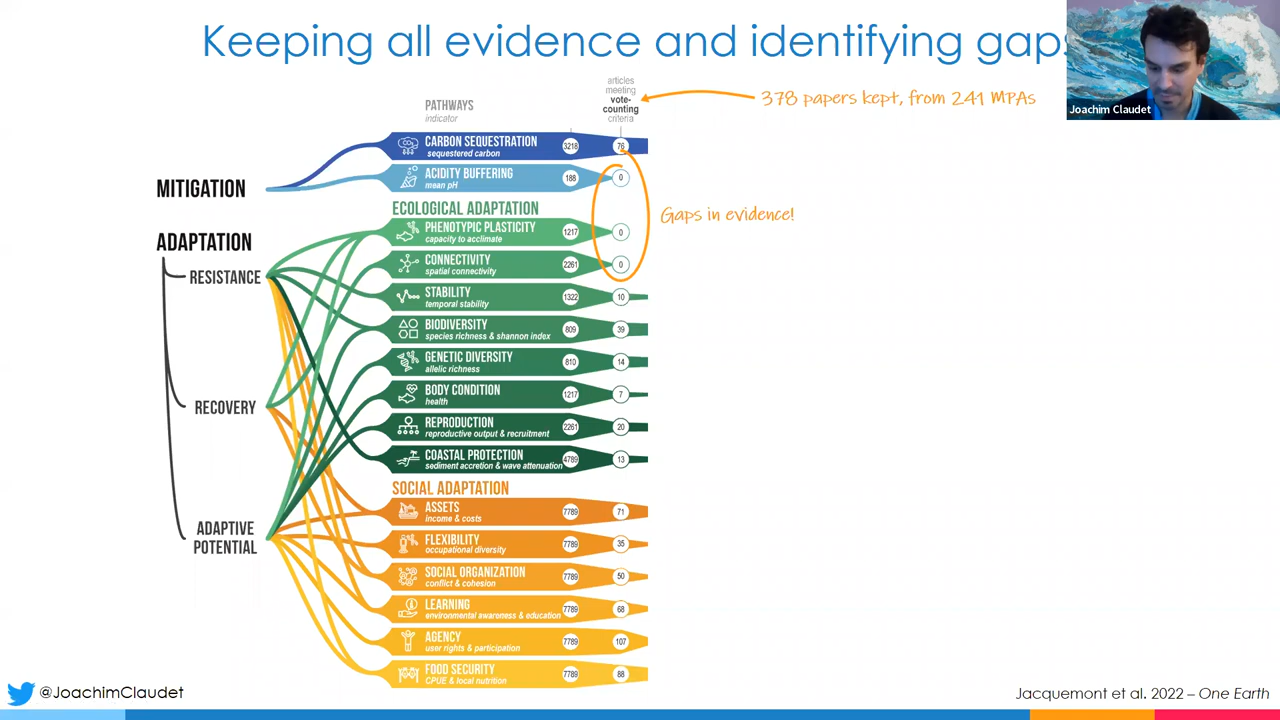 Keeping all evidence and identifying gaps
Joachim Claudet
articles
meeting
vote-
counting
criteria
378 papers kept, from 241 MPAs
PATHWAYS
indicator
MITIGATION
CARBON SEQUESTRATION 3218 76
sequestered carbon
ACIDITY BUFFERING 188 0
mean pH
Gaps in evidence!
ADAPTATION
ECOLOGICAL ADAPTATION
PHENOTYPIC PLASTICITY 1217 0
capacity to acclimate
CONNECTIVITY 2261 0
spatial connectivity
RESISTANCE
STABILITY 1322 10
temporal stability
BIODIVERSITY 809 39
species richness & shannon index
GENETIC DIVERSITY 810 14
allelic richness
BODY CONDITION 1217 7
health
RECOVERY
REPRODUCTION 2261 20
reproductive output & recruitment
COASTAL PROTECTION 4789 13
sediment accretion & wave attenuation
SOCIAL ADAPTATION
ASSETS 7789 71
income & costs
ADAPTIVE
POTENTIAL
FLEXIBILITY 7789 35
occupational diversity
SOCIAL ORGANIZATION 7789 50
conflict & cohesion
LEARNING 7789 68
environmental awareness & education
AGENCY 7789 107
user rights & participation
FOOD SECURITY 7789 88
CPUE & local nutrition
@JoachimClaudet
Jacquemont et al. 2022 – One Earth